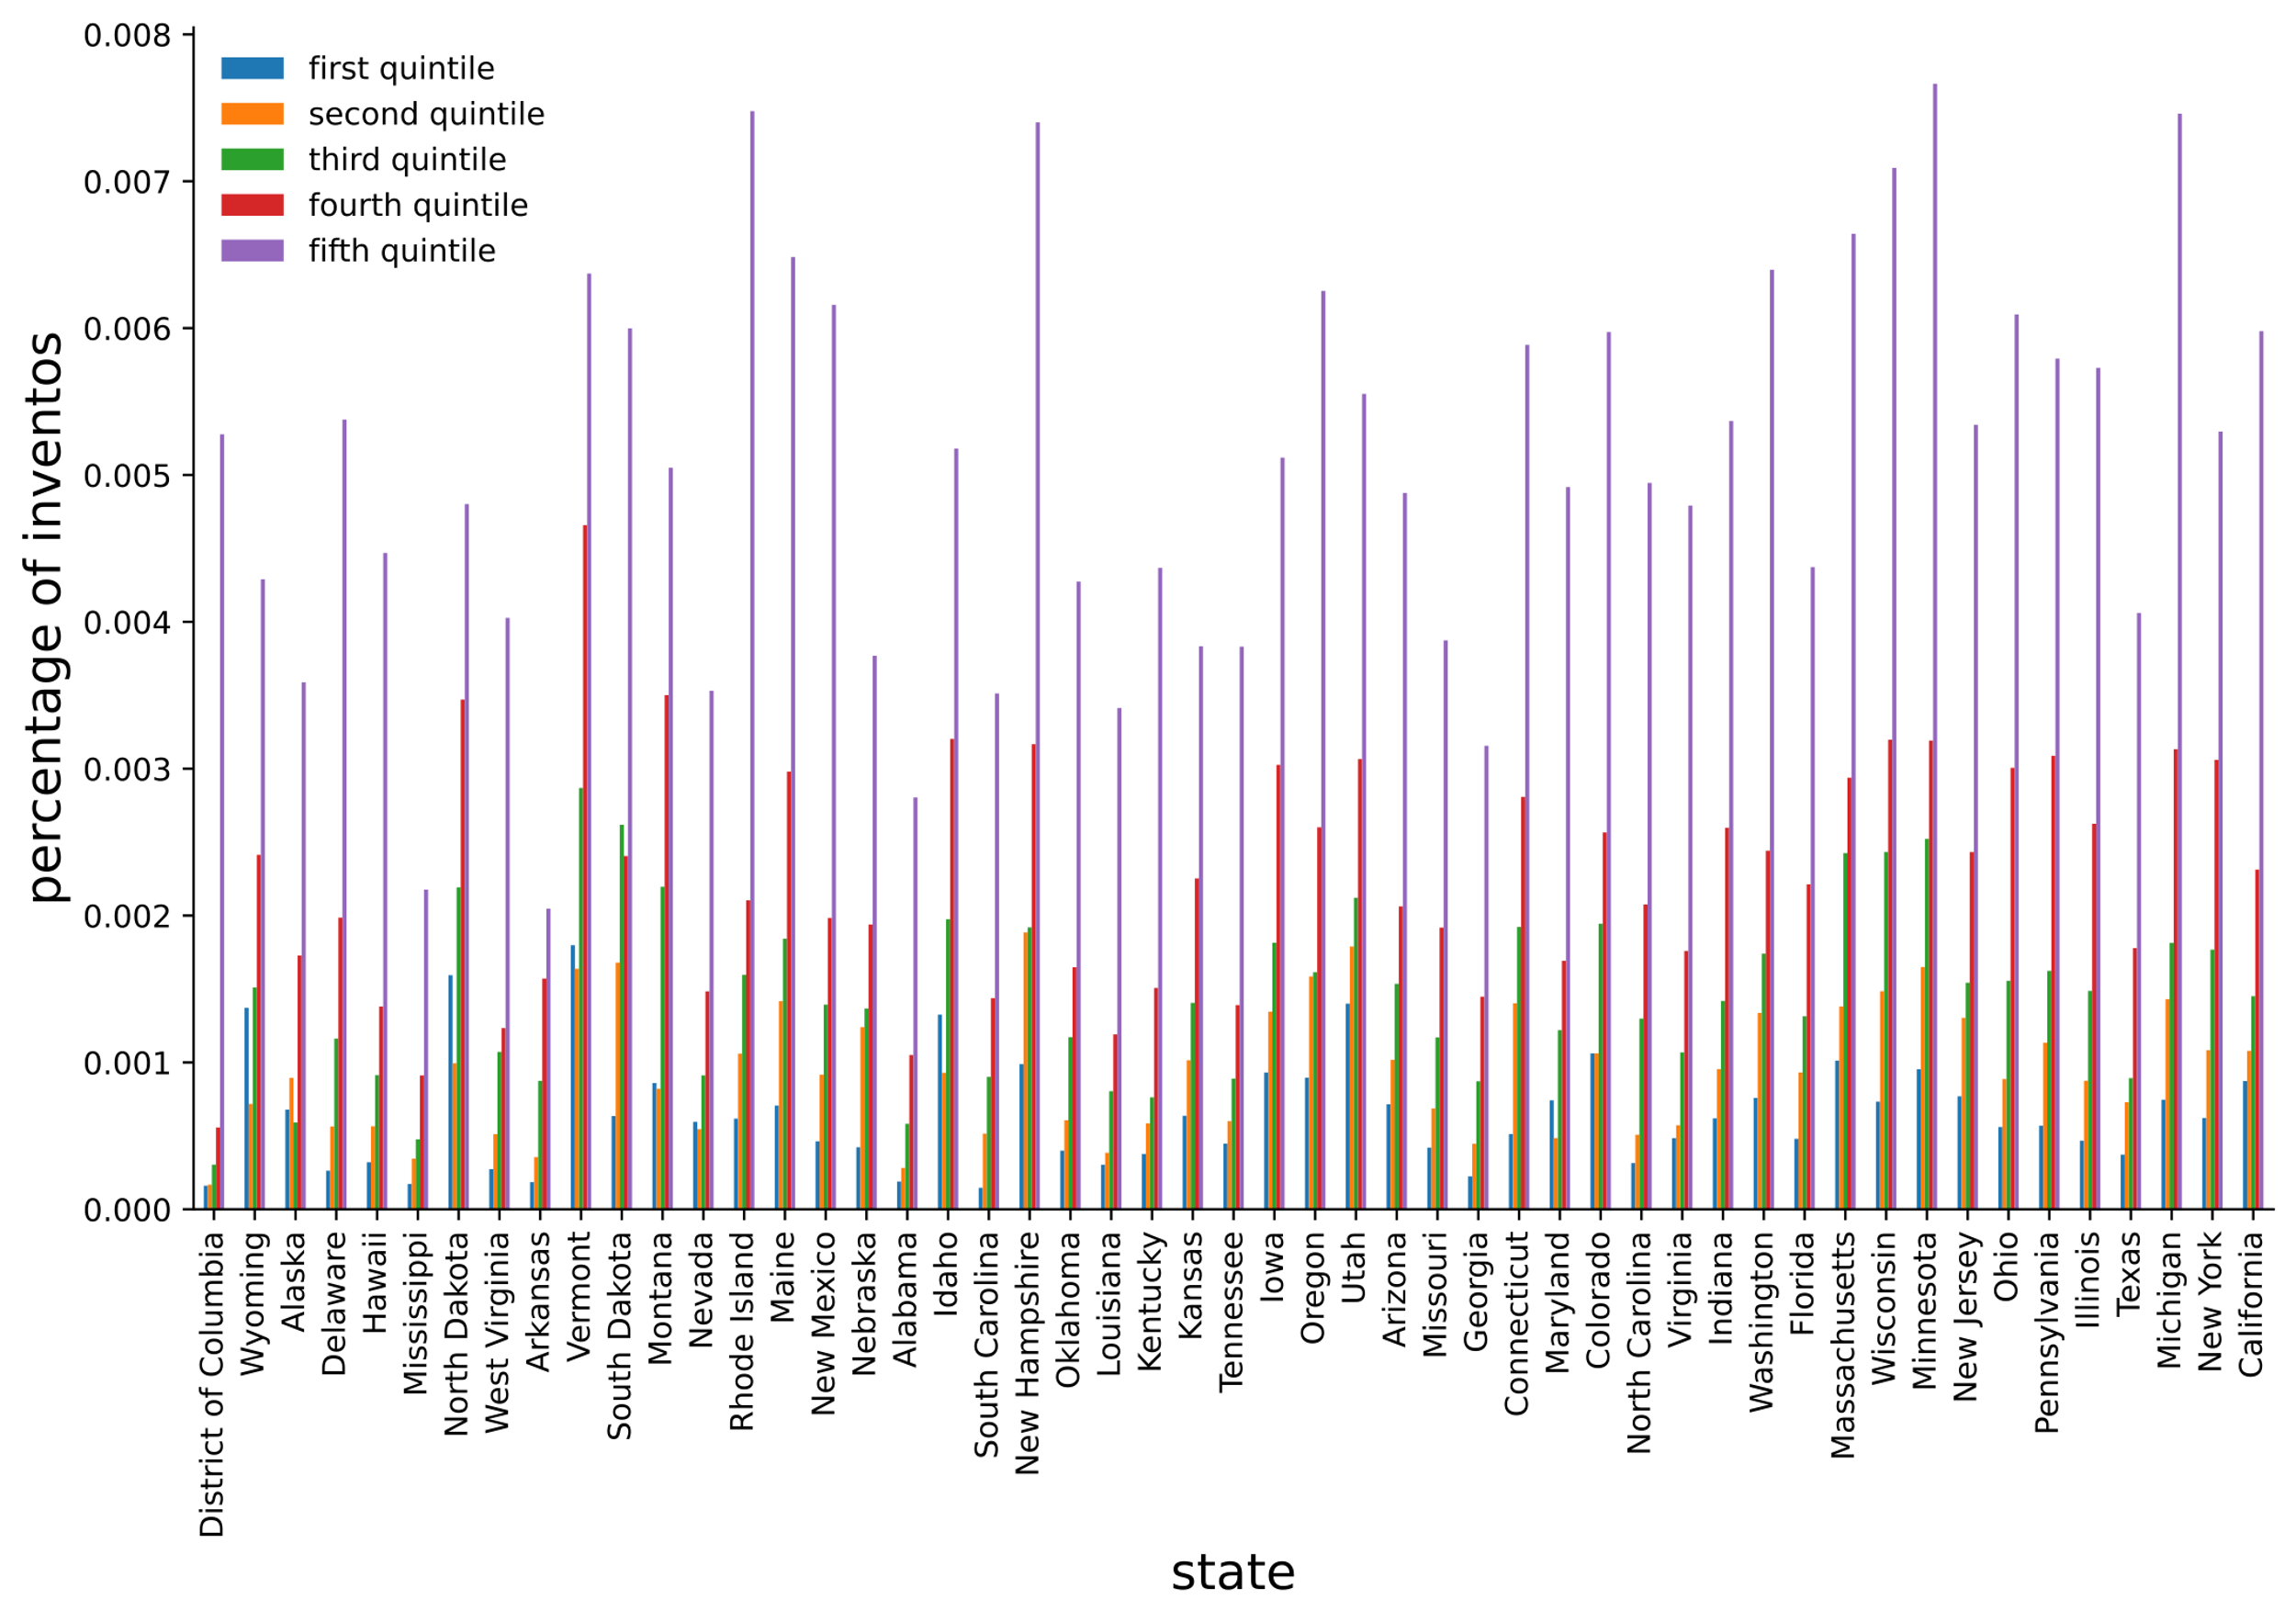 0.008
0.007
0.006
0.005
0.004
0.003
0.002
0.001
0.000
percentage of inventos
first quintile
second quintile
third quintile
fourth quintile
fifth quintile
District of Columbia
Wyoming
Alaska
Delaware
Hawaii
Mississippi
North Dakota
West Virginia
Arkansas
Vermont
South Dakota
Montana
Nevada
Rhode Island
Maine
New Mexico
Nebraska
Alabama
Idaho
South Carolina
New Hampshire
Oklahoma
Louisiana
Kentucky
Kansas
Tennessee
Iowa
Oregon
Utah
Arizona
Missouri
Georgia
Connecticut
Maryland
Colorado
North Carolina
Virginia
Indiana
Washington
Florida
Massachusetts
Wisconsin
Minnesota
New Jersey
Ohio
Pennsylvania
Illinois
Texas
Michigan
New York
California
state